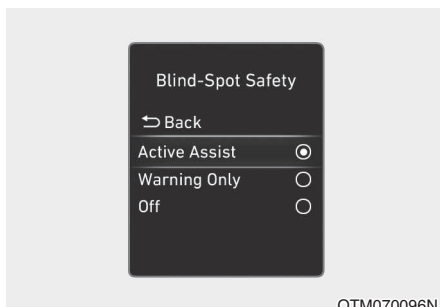 Blind-Spot Safety
Back
Active Assist
Warning Only
Off
OTM070096N